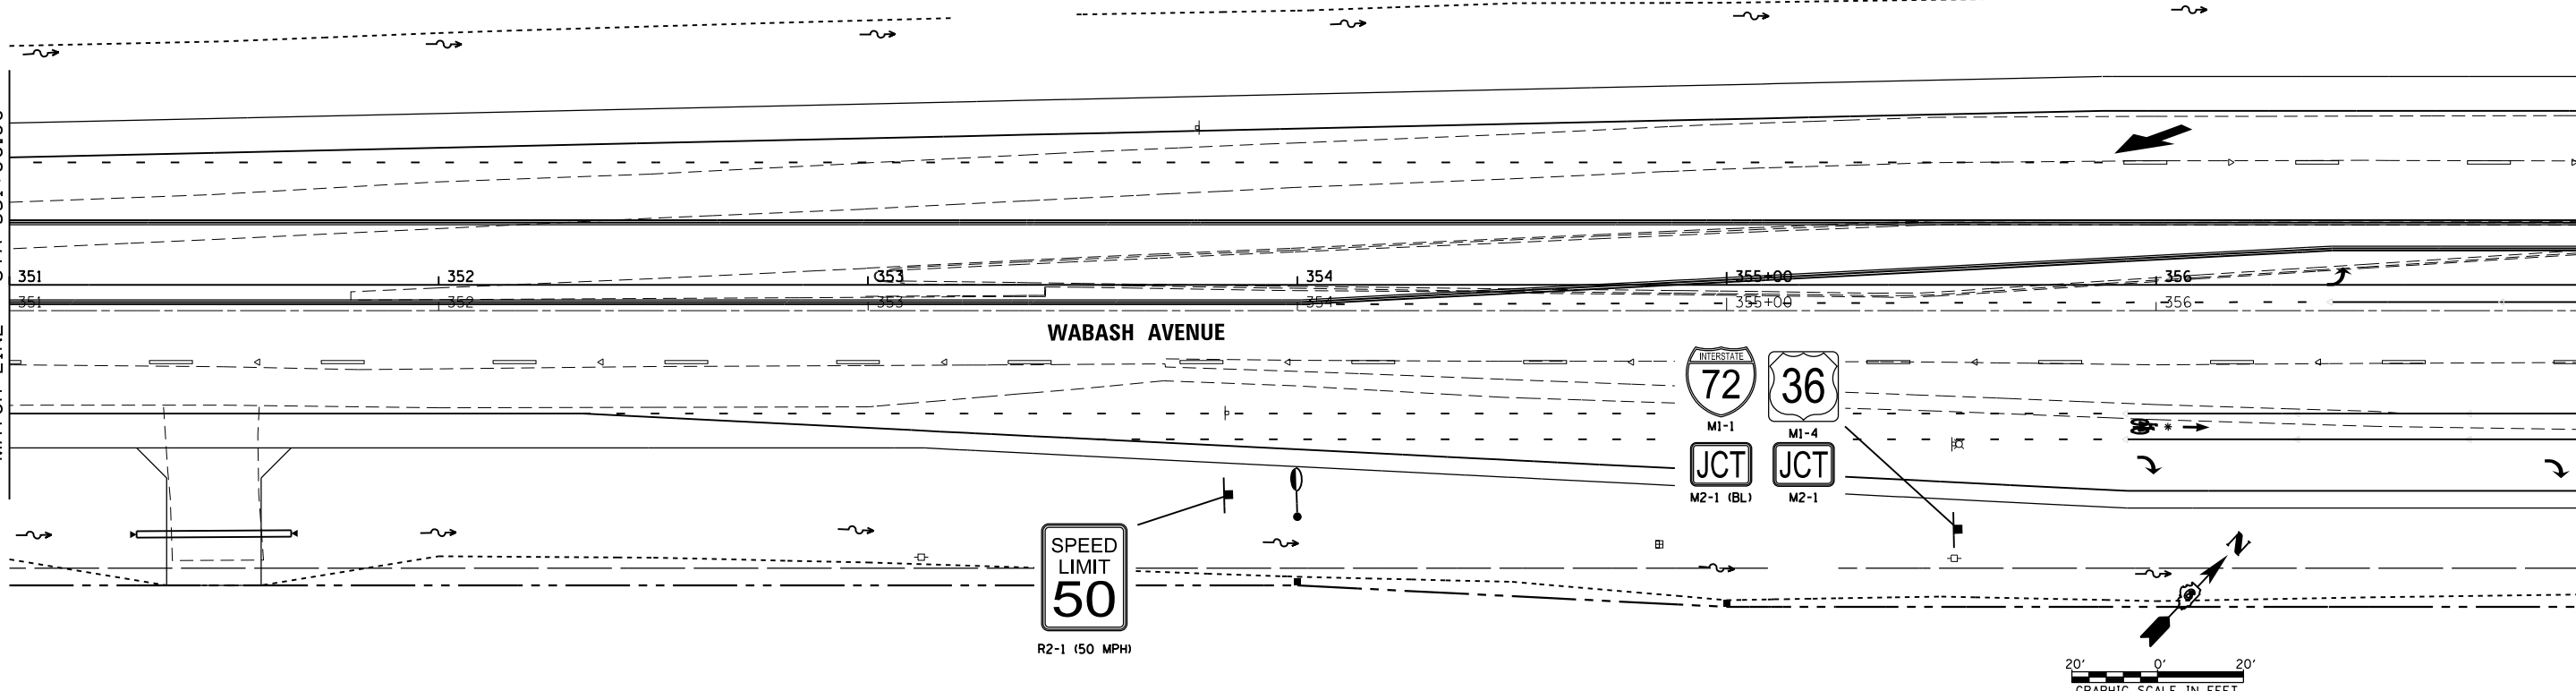 351
352
353
354
355+00
356
351
352
353
354
355+00
356
WABASH AVENUE
INTERSTATE
72
36
M1-1
M1-4
JCT
JCT
M2-1 (BL)
M2-1
SPEED
LIMIT
50
R2-1 (50 MPH)
N
20' 0' 20'
GRAPHIC SCALE IN FEET